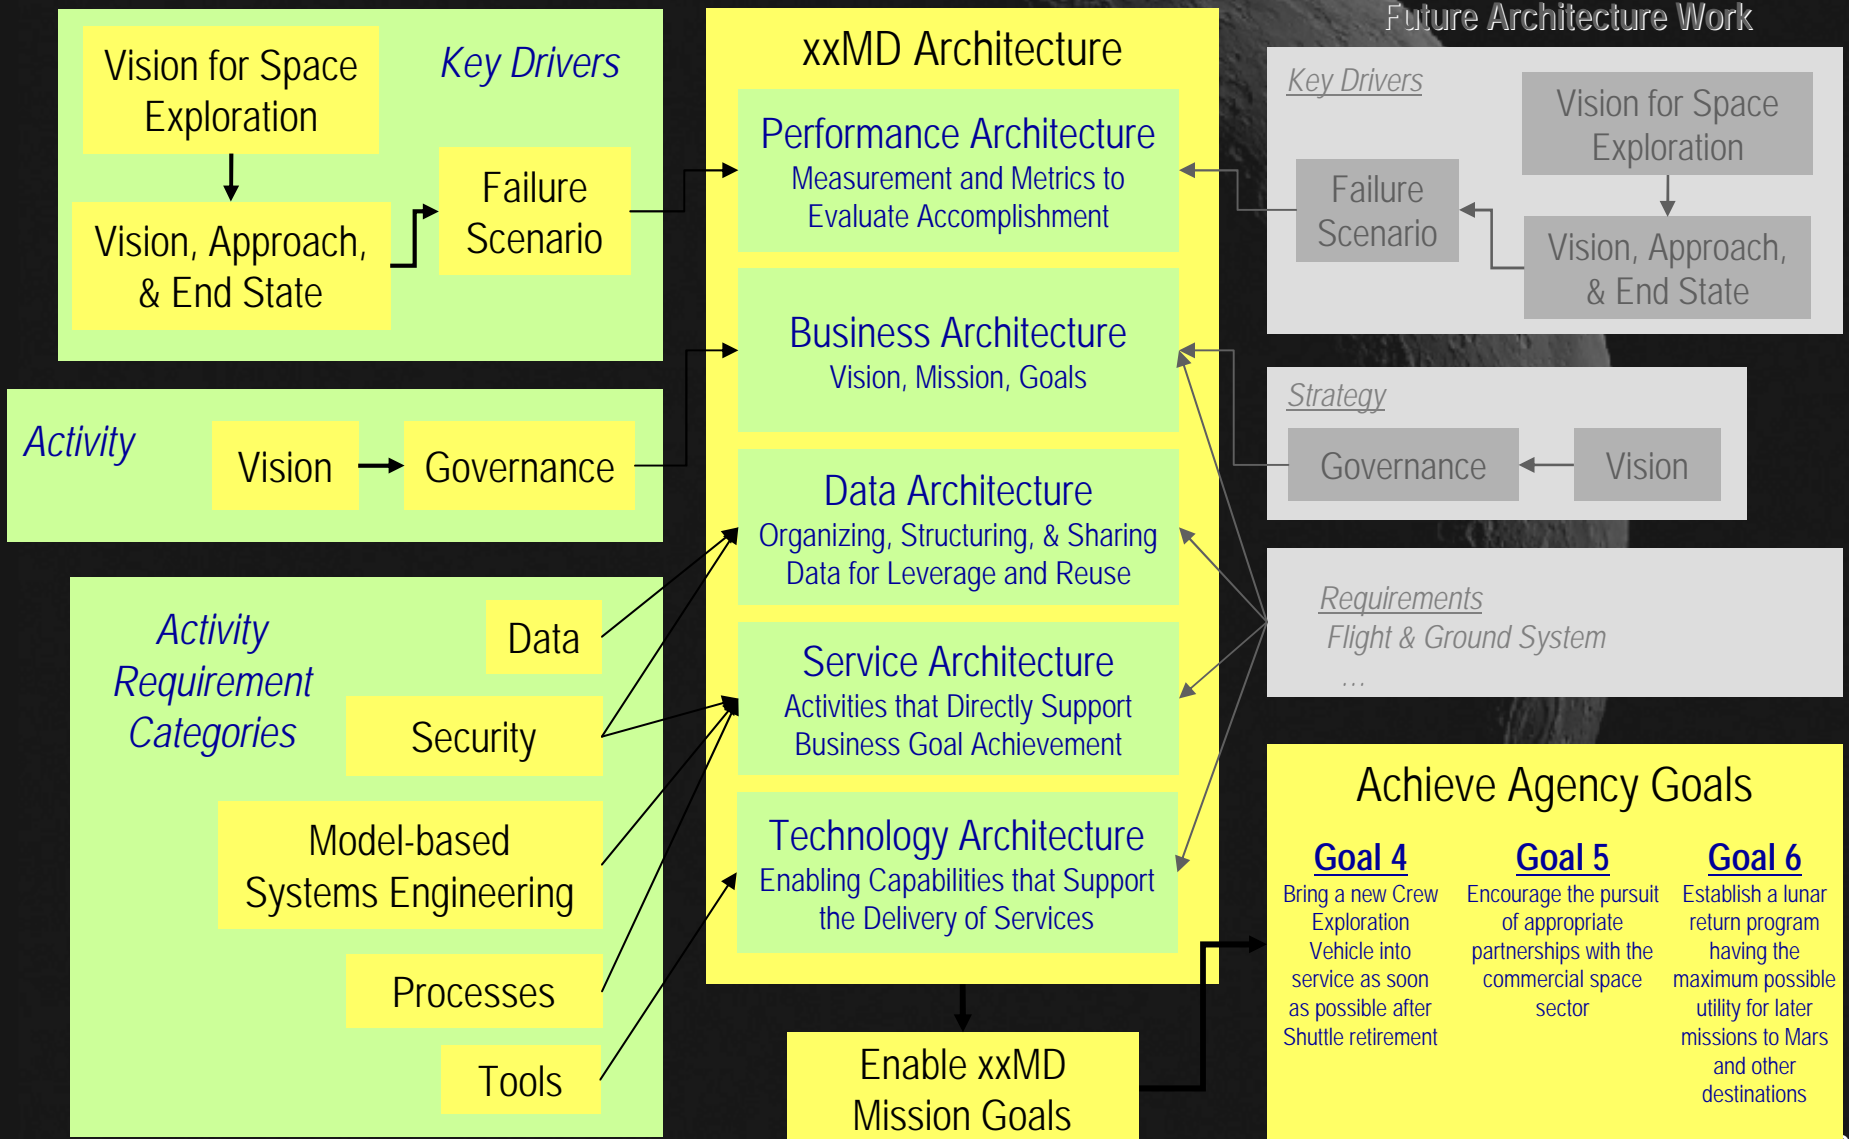 Vision for Space
Exploration
Key Drivers
Vision, Approach,
& End State
Failure
Scenario
Activity
Vision
Governance
Activity
Requirement
Categories
Data
Security
Model-based
Systems Engineering
Processes
Tools
xxMD Architecture
Performance Architecture
Measurement and Metrics to
Evaluate Accomplishment
Business Architecture
Vision, Mission, Goals
Data Architecture
Organizing, Structuring, & Sharing
Data for Leverage and Reuse
Service Architecture
Activities that Directly Support
Business Goal Achievement
Technology Architecture
Enabling Capabilities that Support
the Delivery of Services
Enable xxMD
Mission Goals
Future Architecture Work
Key Drivers
Vision for Space
Exploration
Failure
Scenario
Vision, Approach,
& End State
Strategy
Governance
Vision
Requirements
Flight & Ground System
...
Achieve Agency Goals
Goal 4
Bring a new Crew
Exploration
Vehicle into
service as soon
as possible after
Shuttle retirement
Goal 5
Encourage the pursuit
of appropriate
partnerships with the
commercial space
sector
Goal 6
Establish a lunar
return program
having the
maximum possible
utility for later
missions to Mars
and other
destinations